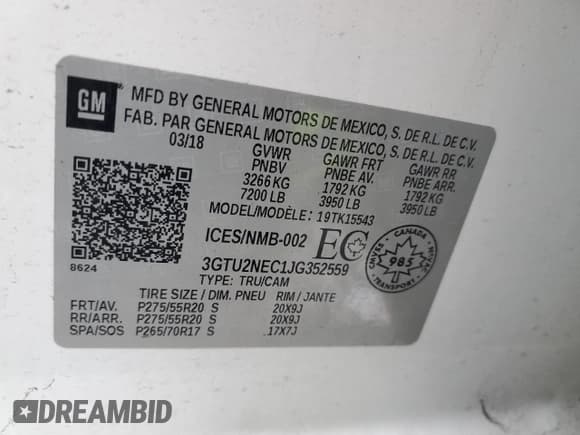 GM
MFD BY GENERAL MOTORS DE MEXICO, S. DE R.L. DE C.V.
FAB. PAR GENERAL MOTORS DE MEXICO, S. DE R.L. DE C.V.
03/18 GVWR GAWR FRT GAWR RR
PNBV PNBE AV. PNBE ARR.
3266 KG 1792 KG 1792 KG
7200 LB 3950 LB 3950 LB
MODEL/MODÈLE: 19TK15543
ICES/NMB-002 EC
CANADA
CMVSS 985 NSVAC
TRANSPORT
8624
3GTU2NEC1JG352559
TYPE: TRU/CAM
TIRE SIZE / DIM. PNEU RIM / JANTE
FRT/AV. P275/55R20 S 20X9J
RR/ARR. P275/55R20 S 20X9J
SPA/SOS P265/70R17 S .17X7J
DREAMBID